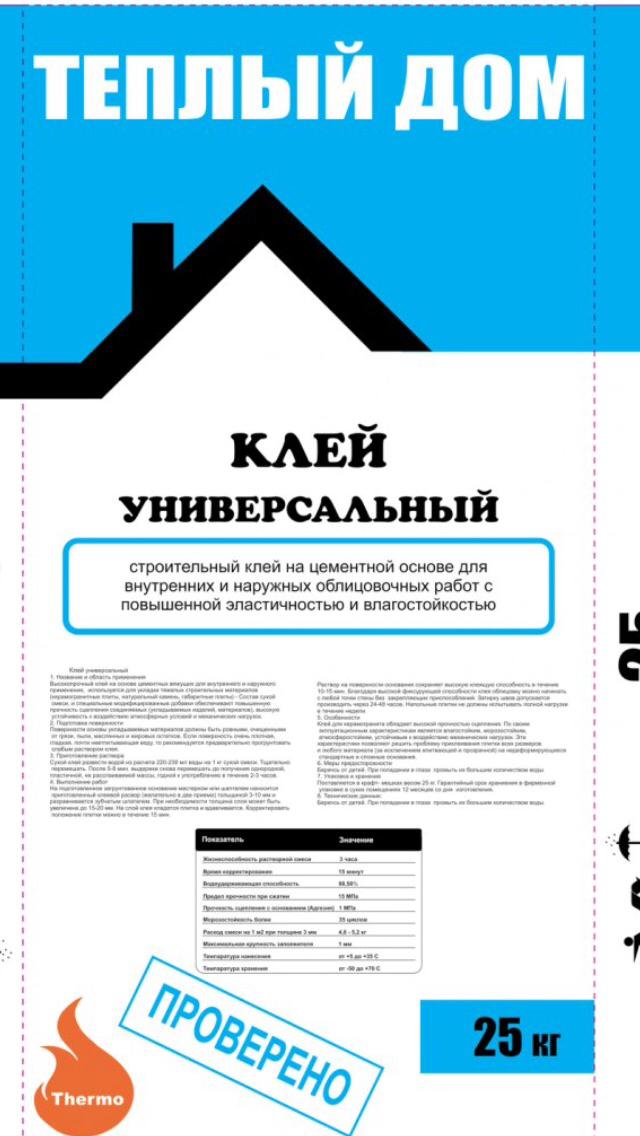 ТЕПЛЫЙ ДОМ
КЛЕЙ
УНИВЕРСАЛЬНЫЙ
строительный клей на цементной основе для
внутренних и наружных облицовочных работ с
повышенной эластичностью и влагостойкостью
Клей универсальный
1. Название и область применения
Высокопрочный клей на основе цементных вяжущих для внутреннего и наружного
применения, используется для укладки тяжелых строительных материалов
(керамогранитные плиты, натуральный камень, габаритные плиты) - Состав сухой
смеси, и специальные модифицированные добавки обеспечивают повышенную
прочность сцепления соединяемых (укладываемых изделий, материалов), высокую
устойчивость к воздействию атмосферных условий и механических нагрузок.
2. Подготовка поверхности
Поверхности основы укладываемых материалов должны быть ровными, очищенными
от грязи, пыли, масляных и жировых остатков. Если поверхность очень плотная,
гладкая, почти невпитывающая воду, то рекомендуется предварительно прогрунтовать
слабым раствором клея.
3. Приготовление раствора
Сухой клей развести водой из расчета 220-230 мл воды на 1 кг сухой смеси. Тщательно
перемешать. После 5-8 мин. выдержки снова перемешать до получения однородной,
пластичной, не расслаиваемой массы, годной к употреблению в течение 2-3 часов.
4. Выполнение работ
На подготовленное загрунтованное основание мастерком или шпателем наносится
приготовленный клеевой развор (желательно в два приема) толщиной 3-10 мм и
разравнивается зубчатым шпателем. При необходимости толщина слоя может быть
увеличена до 15-20 мм. На слой клея кладется плитка и вдавливается. Корректировать
положение плитки можно в течение 15 мин.
Раствор на поверхности основания сохраняет высокую клеящую способность в течение
10-15 мин. Благодаря высокой фиксирующей способности клея облицовку можно начинать
с любой точки стены без закрепляющих приспособлений. Затирку швов допускается
производить через 24-48 часов. Напольные плитки не должны испытывать полной нагрузки
в течение недели.
5. Особенности
Клей для керамогранита обладает высокой прочностью сцепления. По своим
эксплуатационным характеристикам является влагостойким, морозостойким,
атмосферостойким, устойчивым к воздействию механических нагрузок. Эти
характеристики позволяют решить проблему приклеивания плитки всех размеров
и любого материала (за исключением впитывающей и прозрачной) на недеформирующиеся
стандартные и сложные основания.
6. Меры предосторожности
Беречь от детей. При попадании в глаза промыть их большим количеством воды.
7. Упаковка и хранение
Поставляется в крафт- мешках весом 25 кг. Гарантийный срок хранения в фирменной
упаковке в сухих помещениях 12 месяцев со дня изготовления.
8. Технические данные:
Беречь от детей. При попадании в глаза промыть их большим количеством воды.
Показатель Значение
Жизнеспособность растворной смеси 3 часа
Время корректирования 15 минут
Водоудерживающая способность 98,50%
Предел прочности при сжатии 15 МПа
Прочность сцепления с основанием (Адгезия) 1 МПа
Морозостойкость более 35 циклов
Расход смеси на 1 м2 при толщине 3 мм 4,8 - 5,2 кг
Максимальная крупность заполнителя 1 мм
Температура нанесения от +5 до +35 С
Температура хранения от -50 до +70 С
ПРОВЕРЕНО
25 кг
Thermo
25